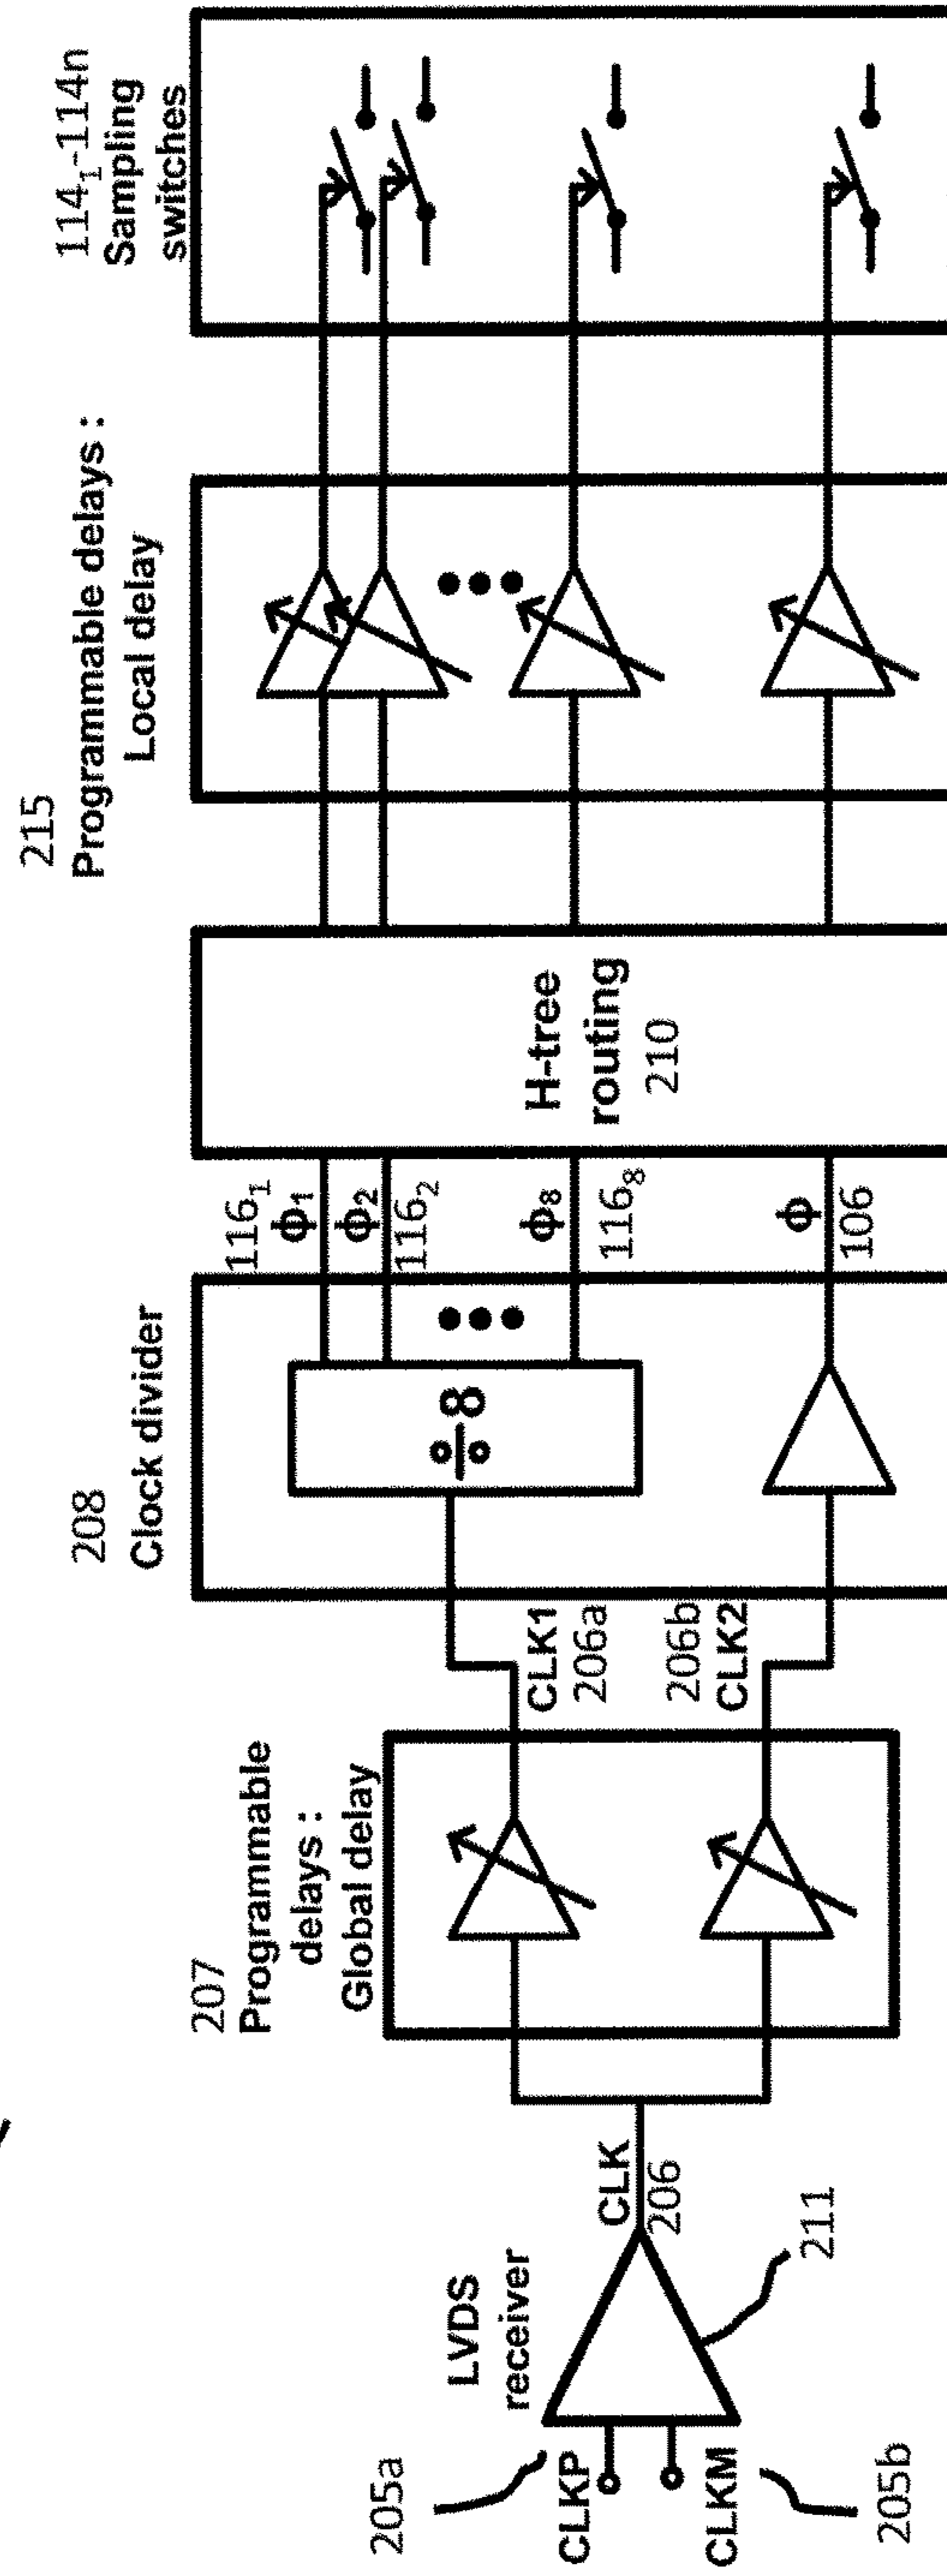 205a
CLKP
CLKM
205b
LVDS
receiver
211
CLK
206
207
Programmable
delays :
Global delay
CLK1
206a
206b
CLK2
208
Clock divider
÷8
116₁
ϕ₁
ϕ₂
116₂
ϕ₈
116₈
ϕ
106
H-tree
routing
210
215
Programmable delays :
Local delay
114₁-114n
Sampling
switches